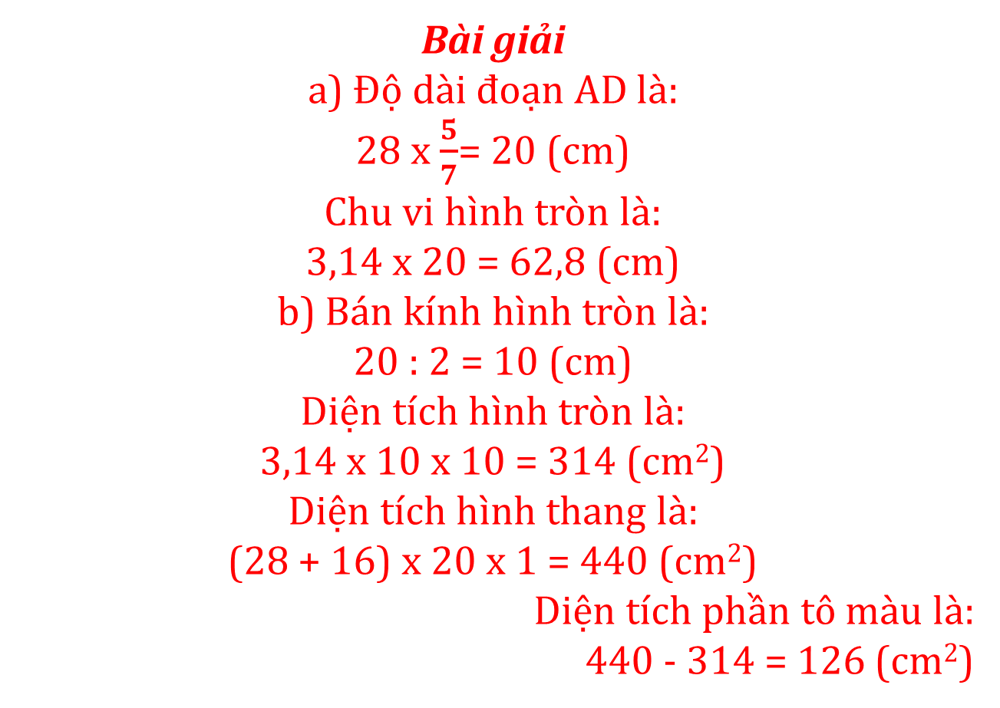 Bài giải
a) Độ dài đoạn AD là:
28 x 5/7= 20 (cm)
Chu vi hình tròn là:
3,14 x 20 = 62,8 (cm)
b) Bán kính hình tròn là:
20 : 2 = 10 (cm)
Diện tích hình tròn là:
3,14 x 10 x 10 = 314 (cm²)
Diện tích hình thang là:
(28 + 16) x 20 x 1 = 440 (cm²)
Diện tích phần tô màu là:
440 - 314 = 126 (cm²)